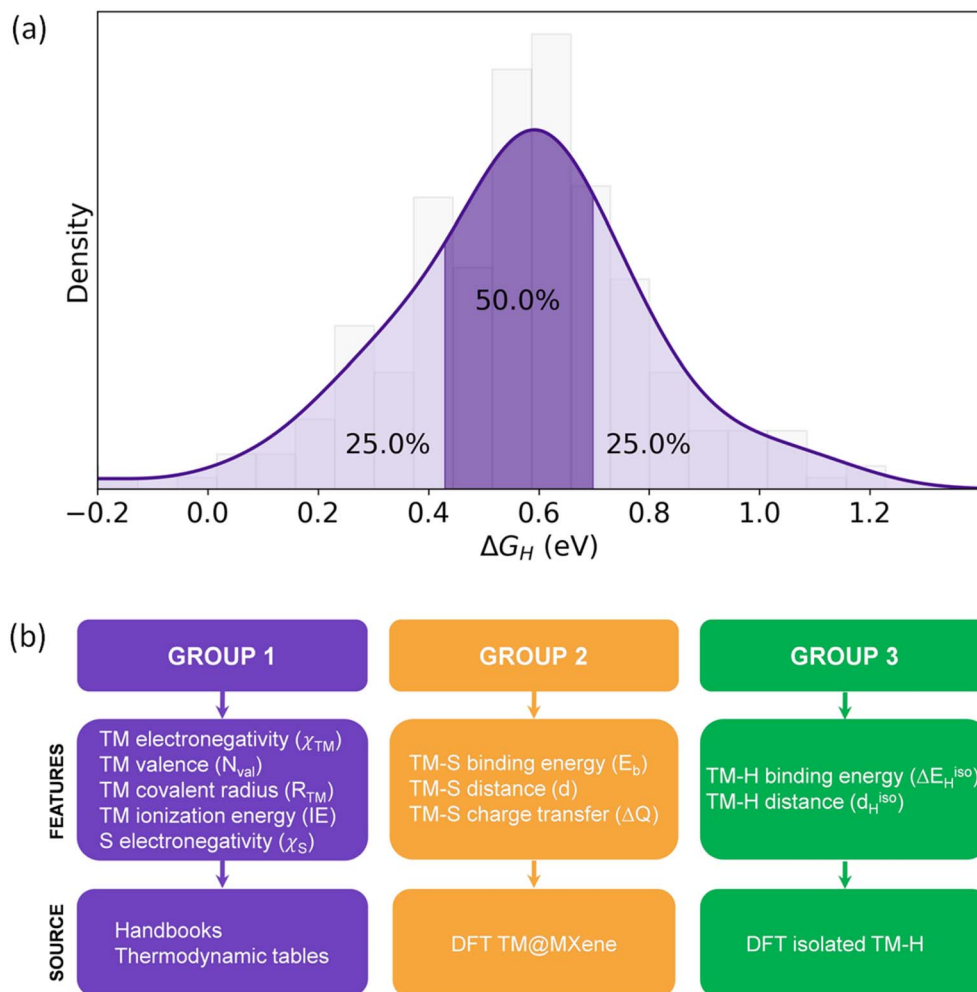 (a)
Density
50.0%
25.0%
25.0%
−0.2
0.0
0.2
0.4
0.6
0.8
1.0
1.2
ΔG_H (eV)
(b)
GROUP 1
GROUP 2
GROUP 3
FEATURES
TM electronegativity (χ_TM)
TM valence (N_val)
TM covalent radius (R_TM)
TM ionization energy (IE)
S electronegativity (χ_S)
TM-S binding energy (E_b)
TM-S distance (d)
TM-S charge transfer (ΔQ)
TM-H binding energy (ΔE_H^iso)
TM-H distance (d_H^iso)
SOURCE
Handbooks
Thermodynamic tables
DFT TM@MXene
DFT isolated TM-H